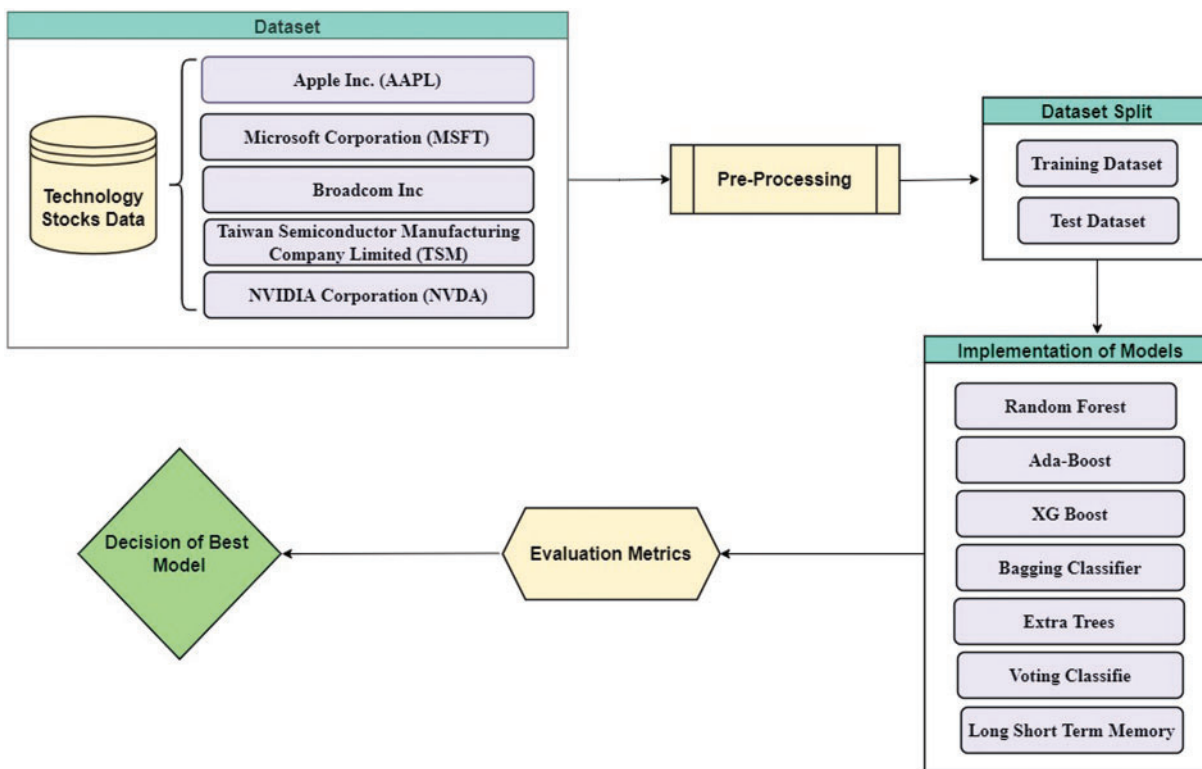 Dataset
Technology
Stocks Data
Apple Inc. (AAPL)
Microsoft Corporation (MSFT)
Broadcom Inc
Taiwan Semiconductor Manufacturing
Company Limited (TSM)
NVIDIA Corporation (NVDA)
Pre-Processing
Dataset Split
Training Dataset
Test Dataset
Implementation of Models
Random Forest
Ada-Boost
XG Boost
Bagging Classifier
Extra Trees
Voting Classifie
Long Short Term Memory
Evaluation Metrics
Decision of Best
Model